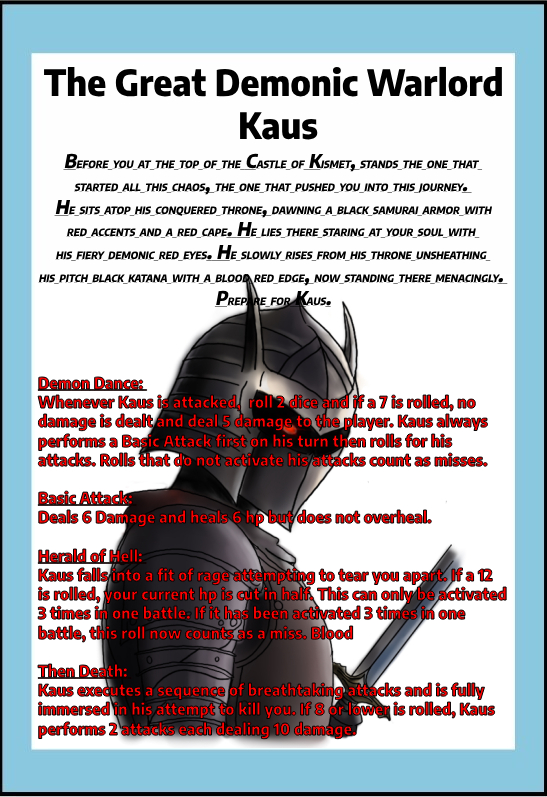 The Great Demonic Warlord
Kaus
Before you at the top of the Castle of Kismet, stands the one that
started all this chaos, the one that pushed you into this journey.
He sits atop his conquered throne, dawning a black samurai armor with
red accents and a red cape. He lies there staring at your soul with
his fiery demonic red eyes. He slowly rises from his throne unsheathing
his pitch black katana with a blood red edge, now standing there menacingly.
Prepare for Kaus.
Demon Dance:
Whenever Kaus is attacked, roll 2 dice and if a 7 is rolled, no
damage is dealt and deal 5 damage to the player. Kaus always
performs a Basic Attack first on his turn then rolls for his
attacks. Rolls that do not activate his attacks count as misses.
Basic Attack:
Deals 6 Damage and heals 6 hp but does not overheal.
Herald of Hell:
Kaus falls into a fit of rage attempting to tear you apart. If a 12
is rolled, your current hp is cut in half. This can only be activated
3 times in one battle. If it has been activated 3 times in one
battle, this roll now counts as a miss. Blood
Then Death:
Kaus executes a sequence of breathtaking attacks and is fully
immersed in his attempt to kill you. If 8 or lower is rolled, Kaus
performs 2 attacks each dealing 10 damage.